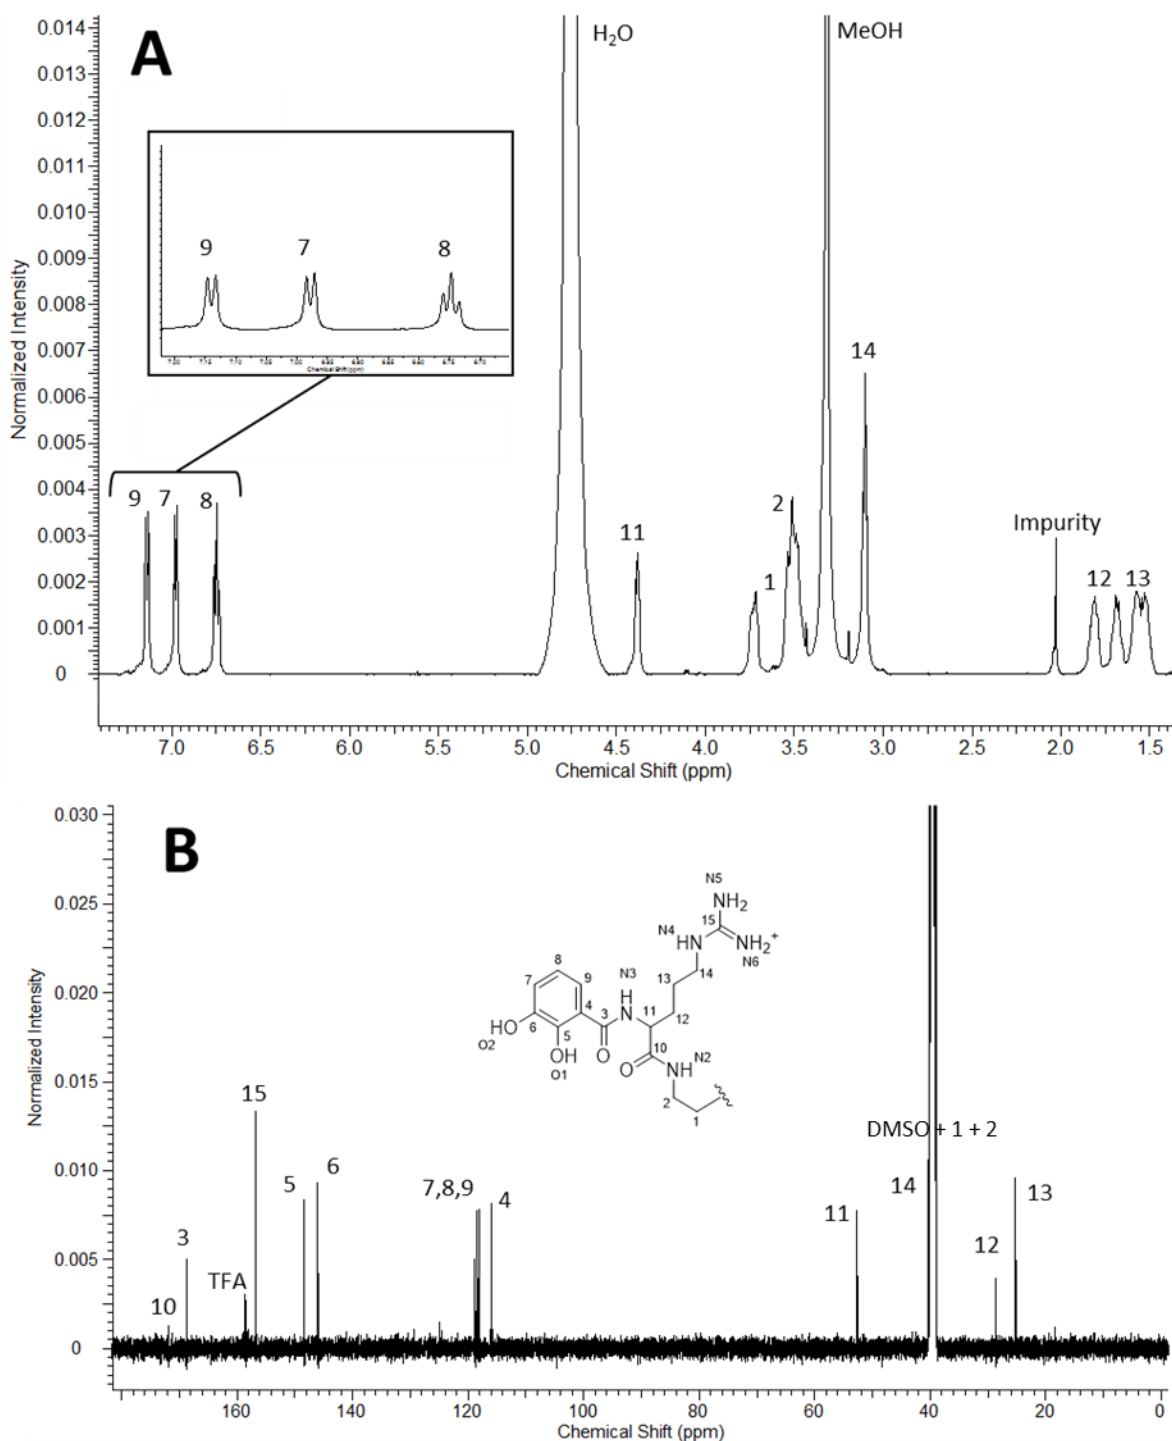 A
H₂O
MeOH
0.014
0.013
0.012
0.011
0.010
0.009
0.008
0.007
0.006
0.005
0.004
0.003
0.002
0.001
0
Normalized Intensity
9
7
8
Chemical Shift (ppm)
9 7 8
11
1
2
14
Impurity
12 13
7.0 6.5 6.0 5.5 5.0 4.5 4.0 3.5 3.0 2.5 2.0 1.5
Chemical Shift (ppm)
B
0.030
0.025
0.020
0.015
0.010
0.005
0
Normalized Intensity
N5
NH₂
15
N4
HN
NH₂⁺
N6
14
13
12
11
N3
H
N
8
7
9
4
3
6
5
HO
O2
OH
O1
O
10
O
N2
NH
2
1
10
3
TFA
15
5
6
7,8,9
4
11
DMSO + 1 + 2
14
12
13
160 140 120 100 80 60 40 20 0
Chemical Shift (ppm)